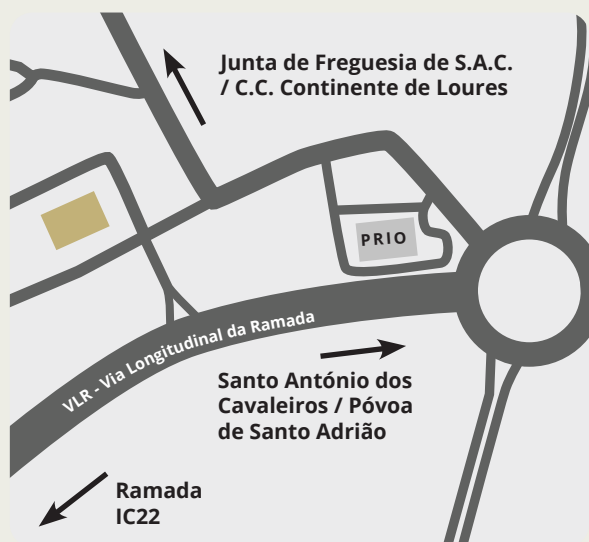 Junta de Freguesia de S.A.C.
/ C.C. Continente de Loures
PRIO
VLR - Via Longitudinal da Ramada
Santo António dos
Cavaleiros / Póvoa
de Santo Adrião
Ramada
IC22